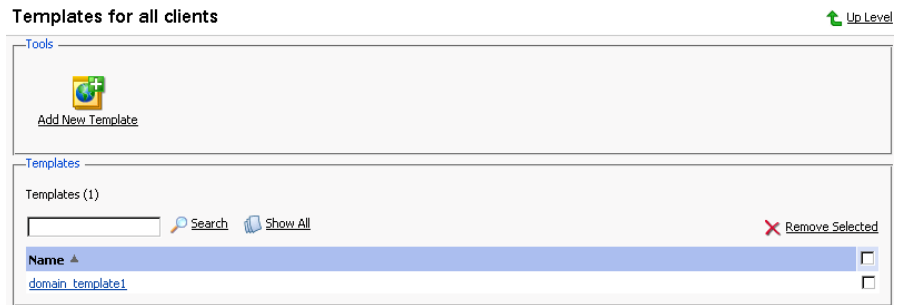 Templates for all clients
Up Level
Tools
Add New Template
Templates
Templates (1)
Search Show All Remove Selected
Name
domain_template1